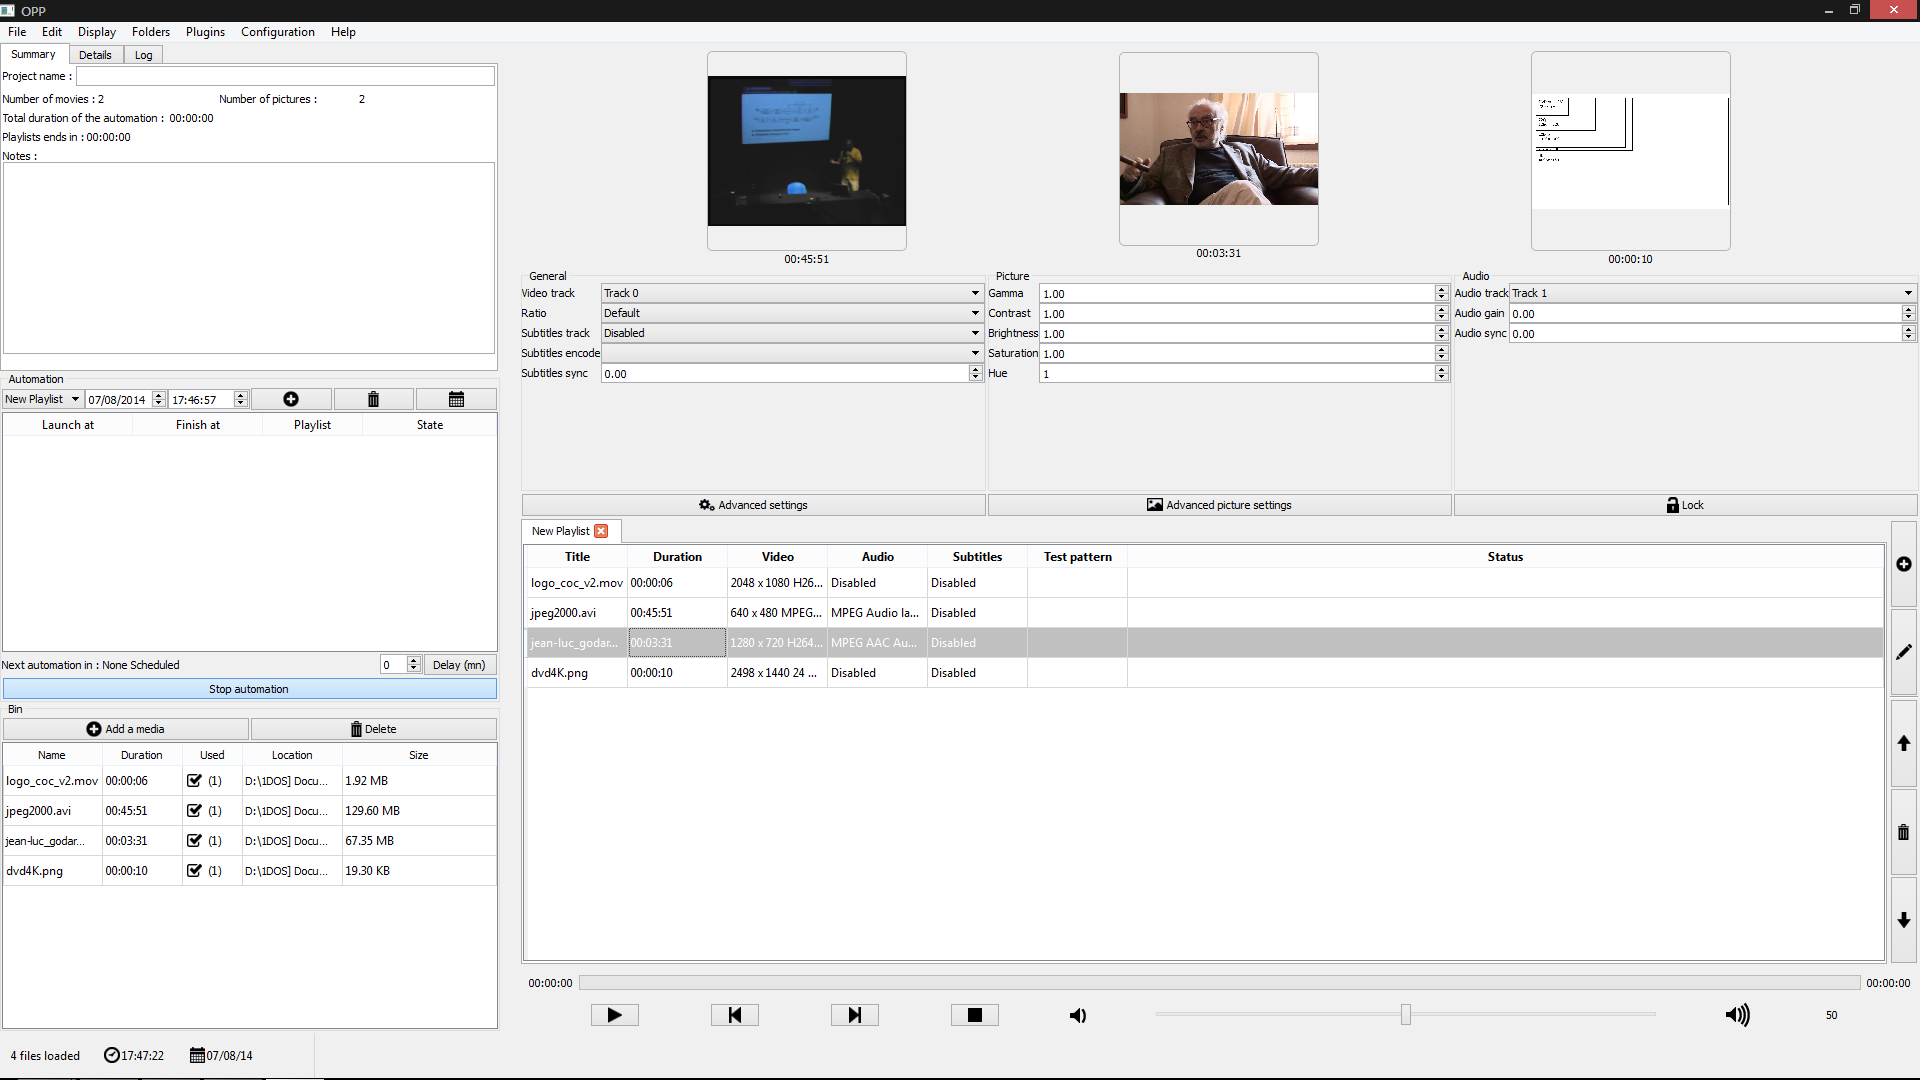 OPP
File Edit Display Folders Plugins Configuration Help
Summary Details Log
Project name :
Number of movies : 2 Number of pictures : 2
Total duration of the automation : 00:00:00
Playlists ends in : 00:00:00
Notes :
00:45:51 00:03:31 00:00:10
General Picture Audio
Video track Track 0 Gamma 1.00 Audio track Track 1
Ratio Default Contrast 1.00 Audio gain 0.00
Subtitles track Disabled Brightness 1.00 Audio sync 0.00
Subtitles encode Saturation 1.00
Subtitles sync 0.00 Hue 1
Advanced settings Advanced picture settings Lock
Automation
New Playlist 07/08/2014 17:46:57
Launch at Finish at Playlist State
Next automation in : None Scheduled 0 Delay (mn)
Stop automation
New Playlist
Title Duration Video Audio Subtitles Test pattern Status
logo_coc_v2.mov 00:00:06 2048 x 1080 H26... Disabled Disabled
jpeg2000.avi 00:45:51 640 x 480 MPEG... MPEG Audio la... Disabled
jean-luc_godar... 00:03:31 1280 x 720 H264... MPEG AAC Au... Disabled
dvd4K.png 00:00:10 2498 x 1440 24 ... Disabled Disabled
Bin
Add a media Delete
Name Duration Used Location Size
logo_coc_v2.mov 00:00:06 (1) D:\1DOS] Docu... 1.92 MB
jpeg2000.avi 00:45:51 (1) D:\1DOS] Docu... 129.60 MB
jean-luc_godar... 00:03:31 (1) D:\1DOS] Docu... 67.35 MB
dvd4K.png 00:00:10 (1) D:\1DOS] Docu... 19.30 KB
00:00:00 00:00:00
50
4 files loaded 17:47:22 07/08/14